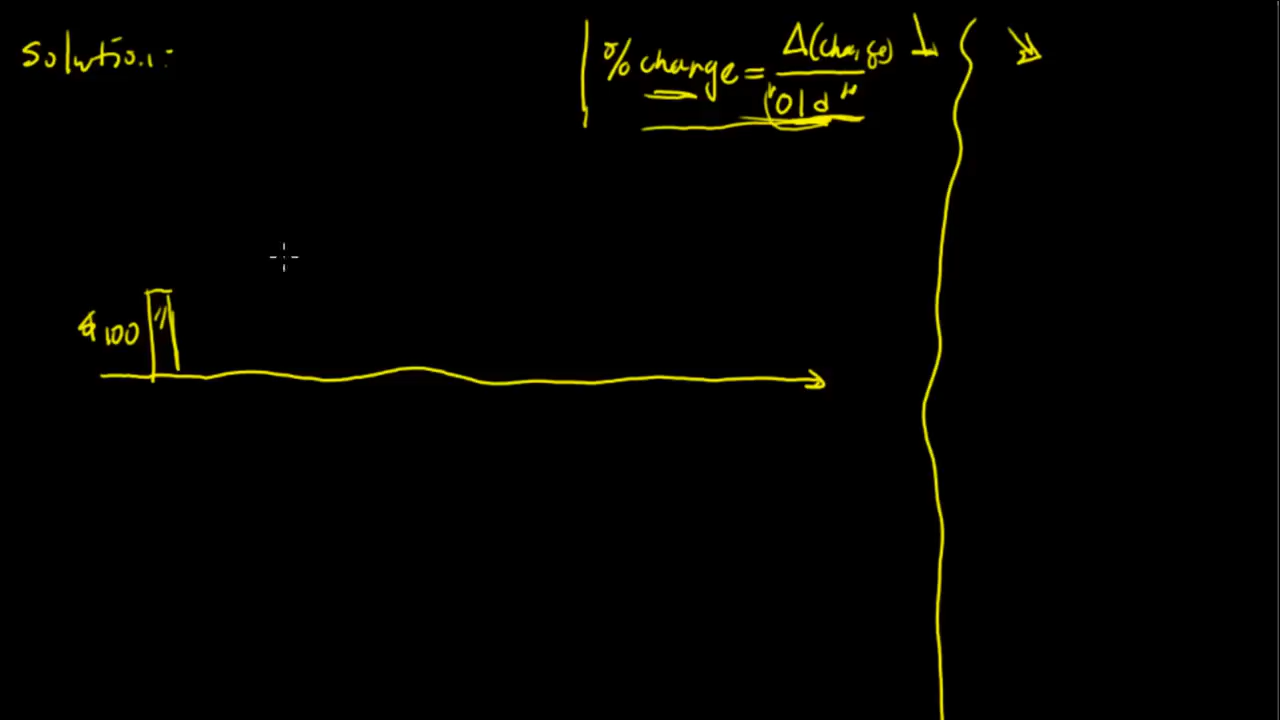 Solution:
% change = Δ(change)
"Old"
$100